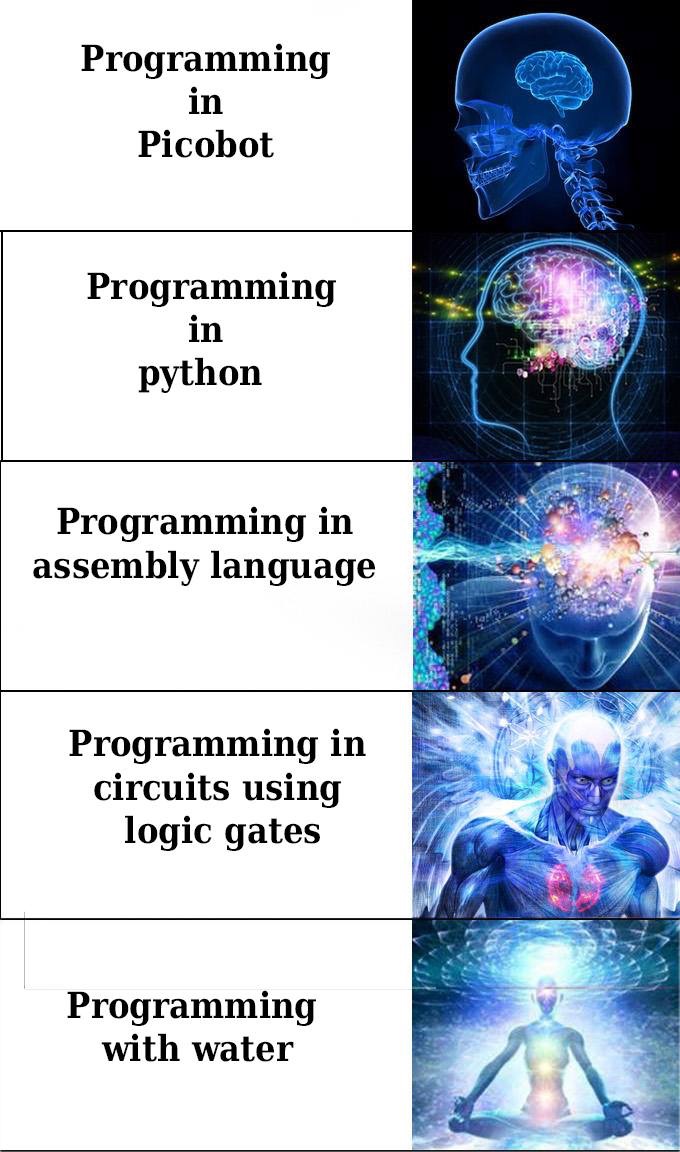 Programming
in
Picobot
Programming
in
python
Programming in
assembly language
Programming in
circuits using
logic gates
Programming
with water